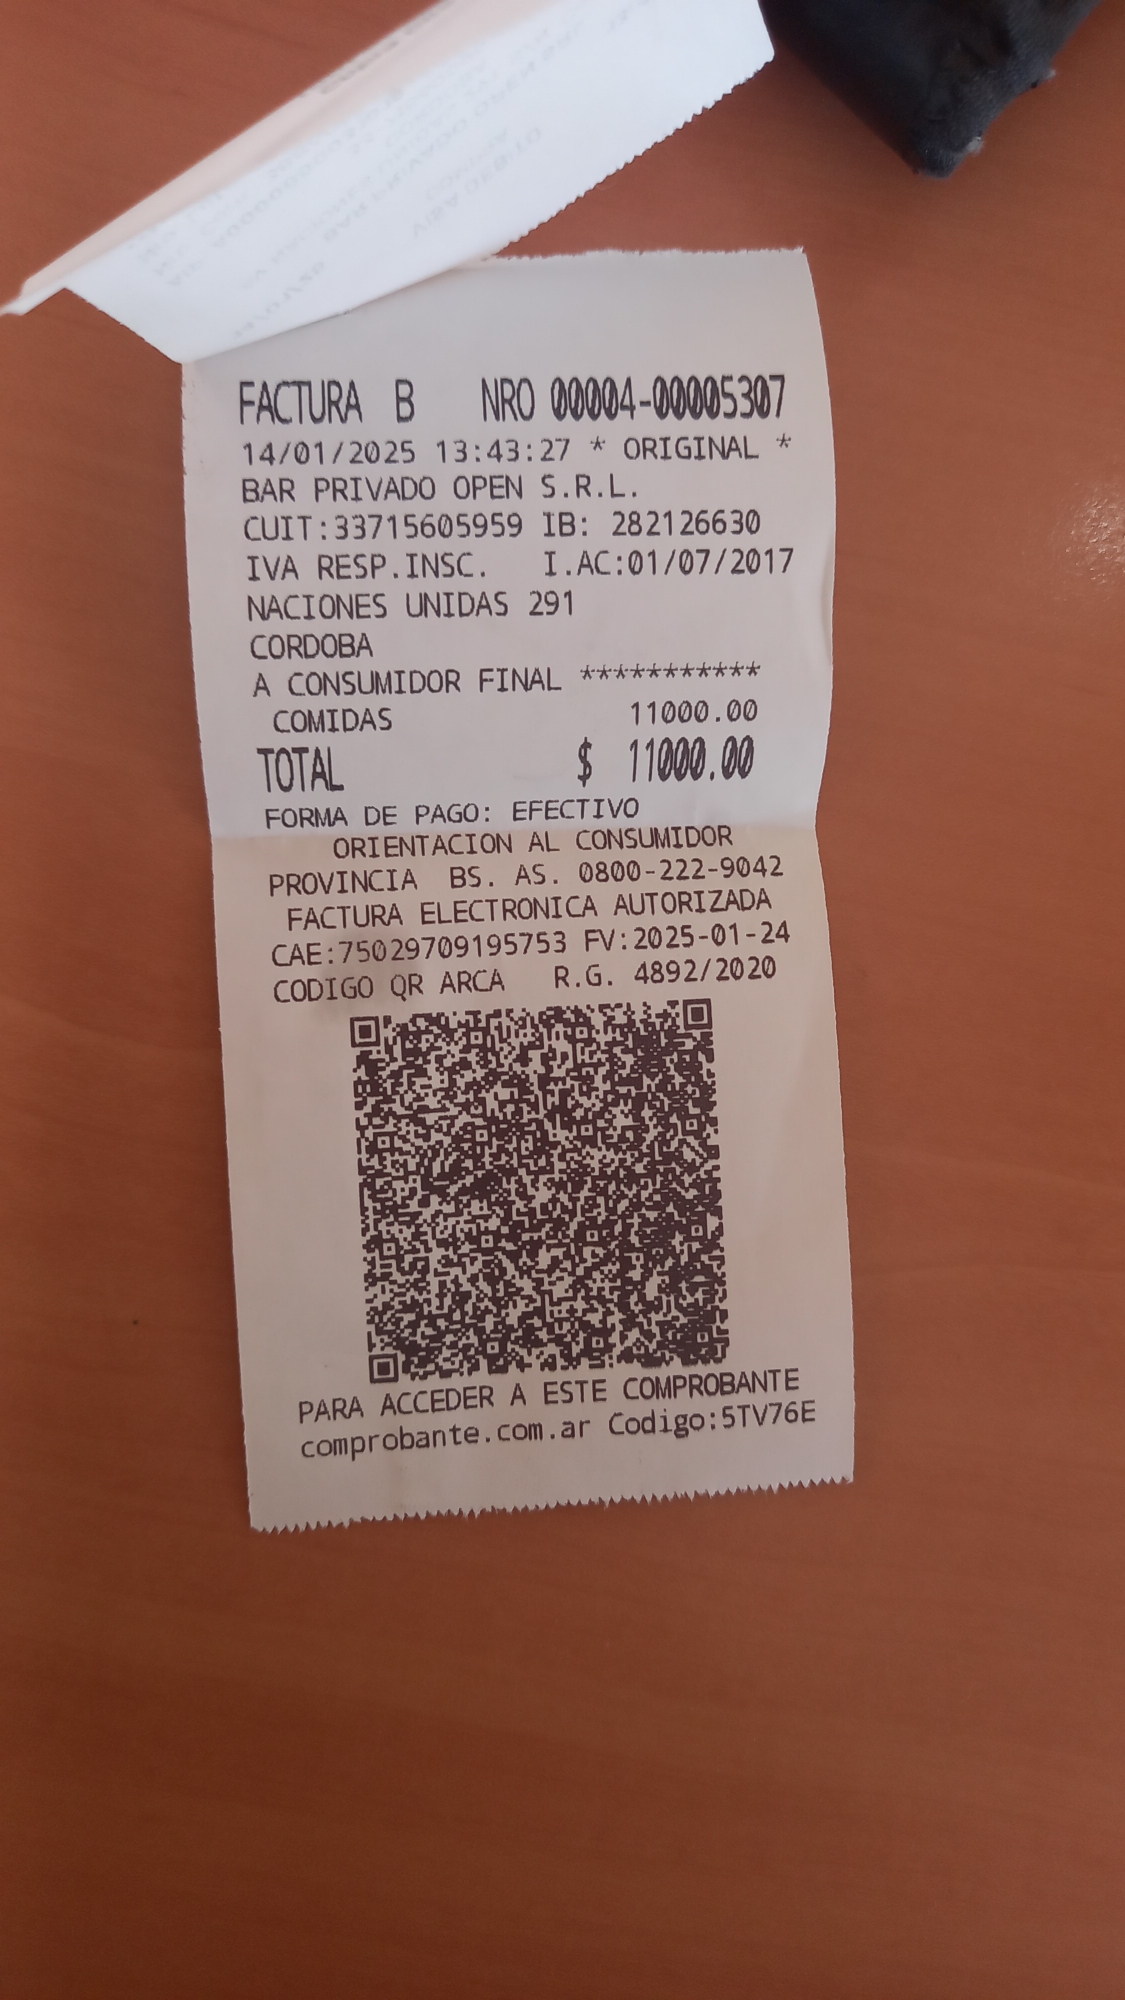 FACTURA B NRO 00004-00005307
14/01/2025 13:43:27 * ORIGINAL *
BAR PRIVADO OPEN S.R.L.
CUIT:33715605959 IB: 282126630
IVA RESP.INSC. I.AC:01/07/2017
NACIONES UNIDAS 291
CORDOBA
A CONSUMIDOR FINAL ***********
COMIDAS 11000.00
TOTAL $ 11000.00
FORMA DE PAGO: EFECTIVO
ORIENTACION AL CONSUMIDOR
PROVINCIA BS. AS. 0800-222-9042
FACTURA ELECTRONICA AUTORIZADA
CAE:75029709195753 FV:2025-01-24
CODIGO QR ARCA R.G. 4892/2020
PARA ACCEDER A ESTE COMPROBANTE
comprobante.com.ar Codigo:5TV76E